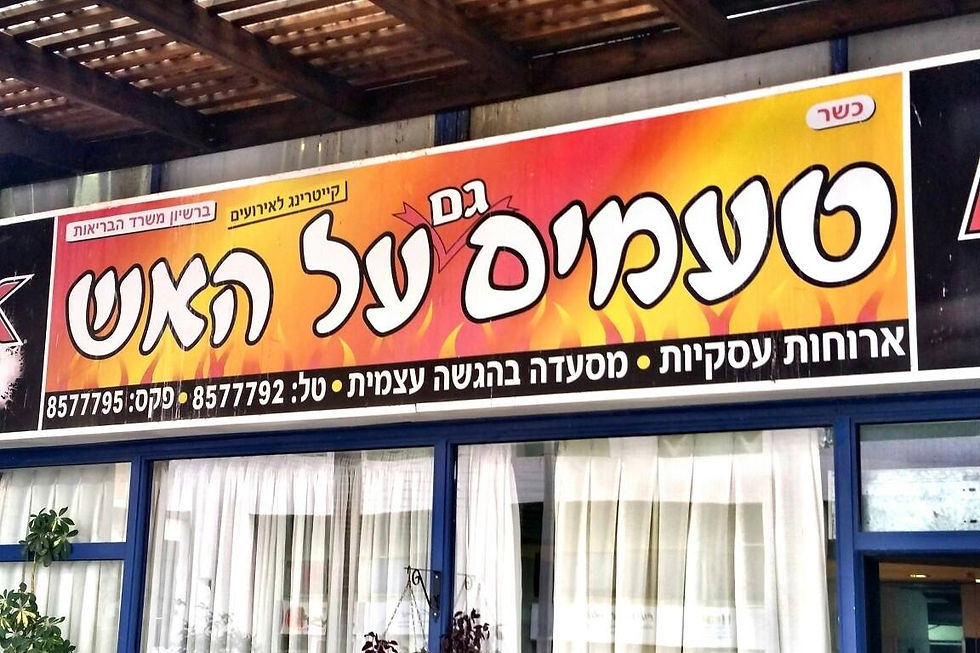 כשר
קייטרינג לאירועים
ברשיון משרד הבריאות
טעמים גם על האש
ארוחות עסקיות • מסעדה בהגשה עצמית • טל: 8577792 • פקס: 8577795